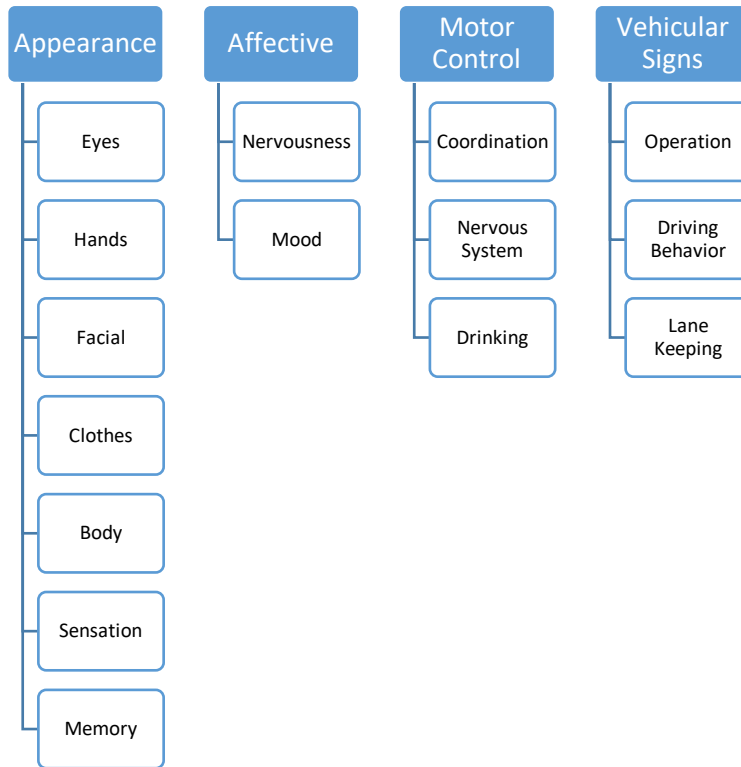 Appearance
Eyes
Hands
Facial
Clothes
Body
Sensation
Memory
Affective
Nervousness
Mood
Motor
Control
Coordination
Nervous
System
Drinking
Vehicular
Signs
Operation
Driving
Behavior
Lane
Keeping